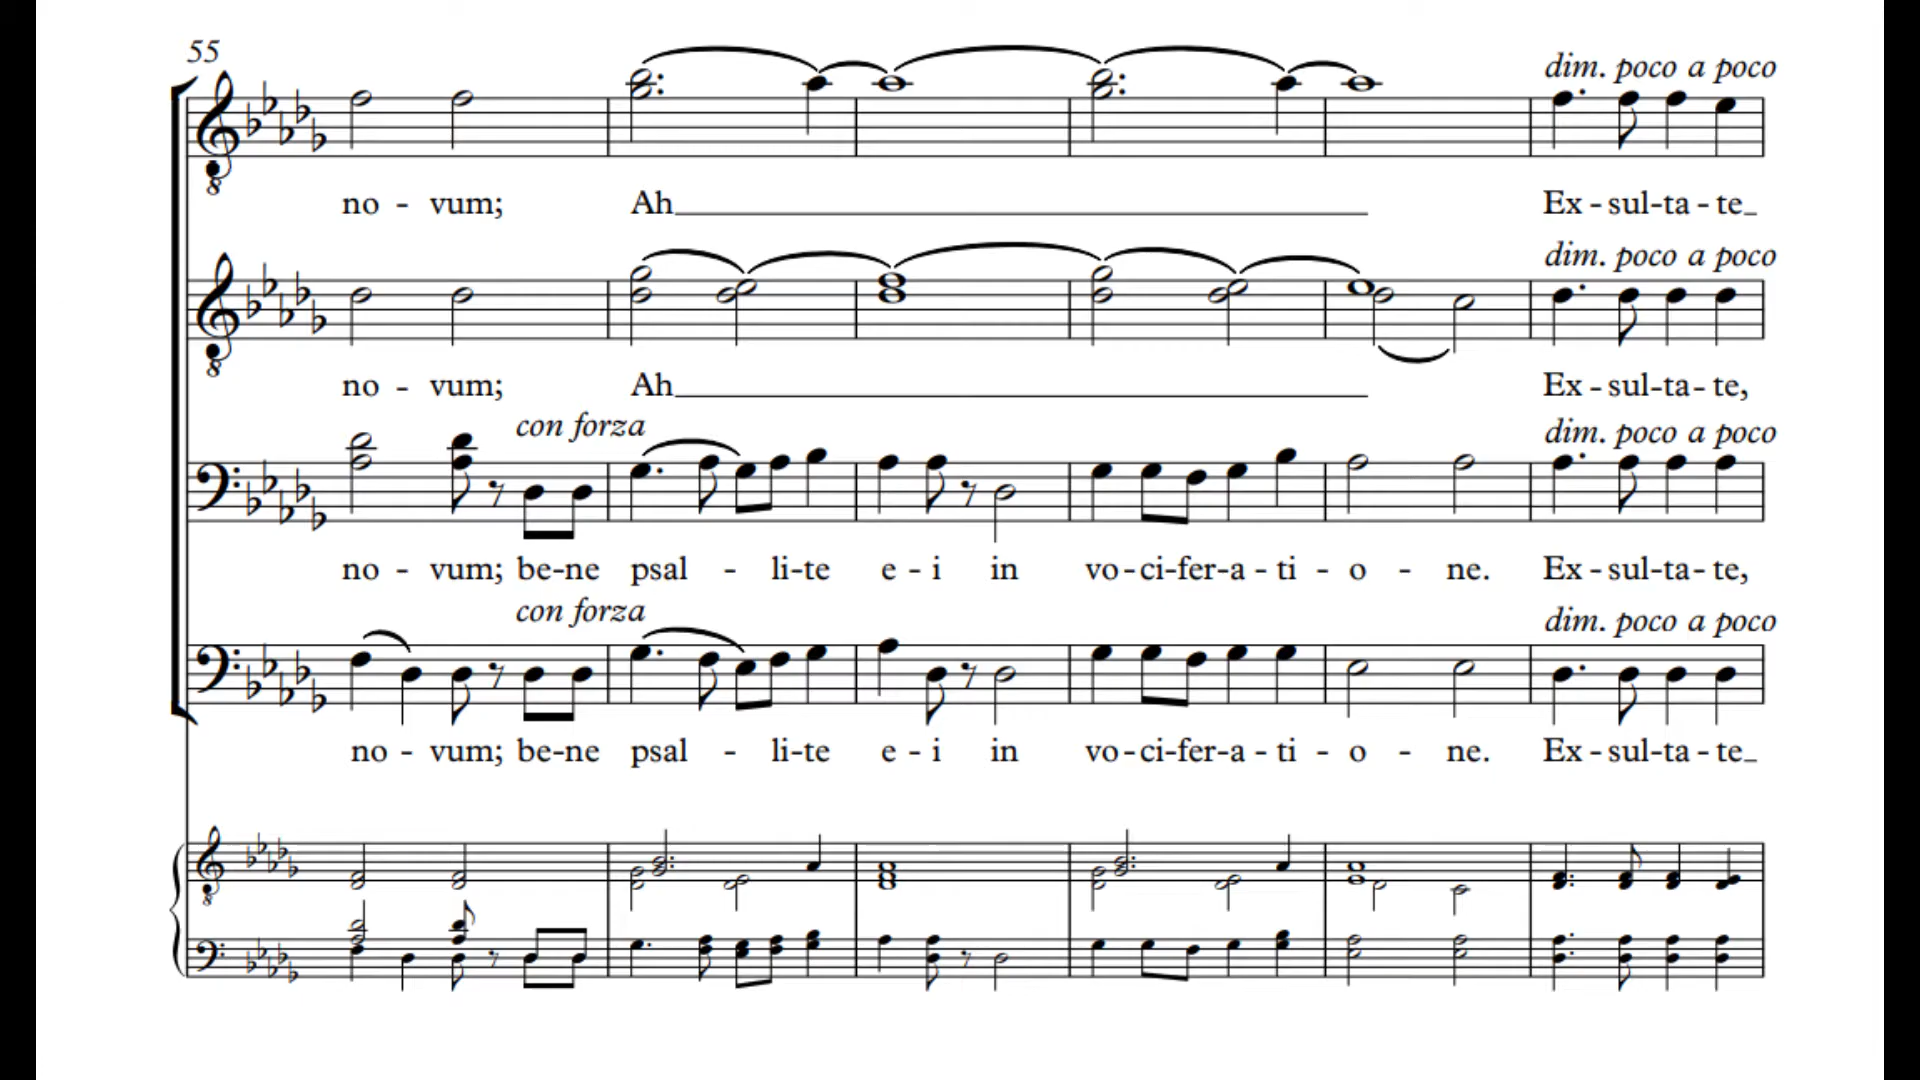 55
dim. poco a poco
no - vum; Ah Ex - sul-ta - te
dim. poco a poco
no - vum; Ah Ex - sul-ta - te,
con forza dim. poco a poco
no - vum; be-ne psal - li-te e - i in vo-ci-fer-a - ti - o - ne. Ex - sul-ta - te,
con forza dim. poco a poco
no - vum; be-ne psal - li-te e - i in vo-ci-fer-a - ti - o - ne. Ex - sul-ta - te